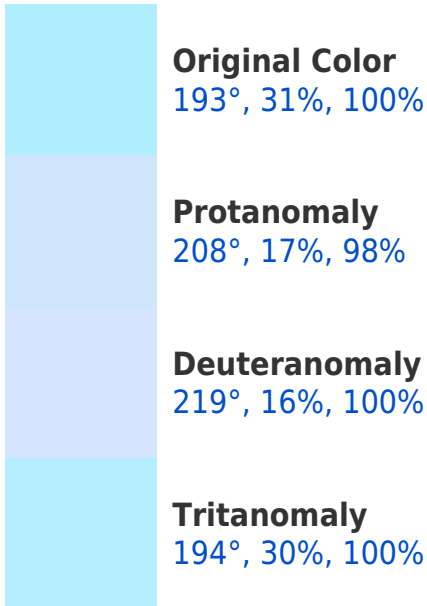 Original Color
193°, 31%, 100%
Protanomaly
208°, 17%, 98%
Deuteranomaly
219°, 16%, 100%
Tritanomaly
194°, 30%, 100%